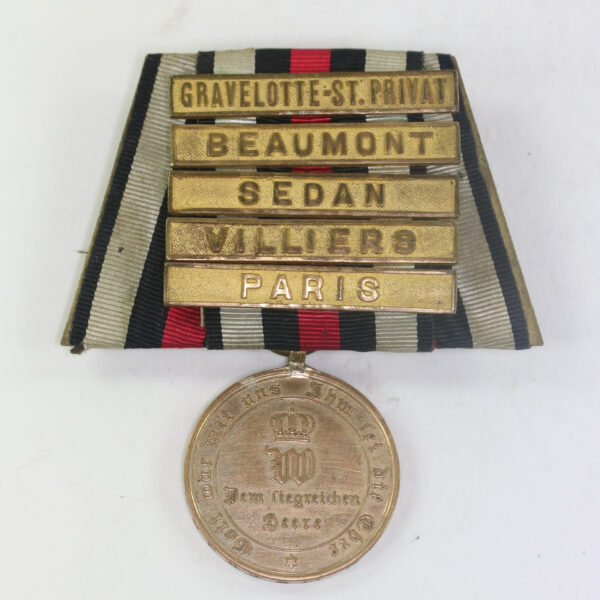 GRAVELOTTE-ST. PRIVAT
BEAUMONT
SEDAN
VILLIERS
PARIS
Gott war mit uns Ihm sei die Ehre
W
Dem siegreichen
Heere